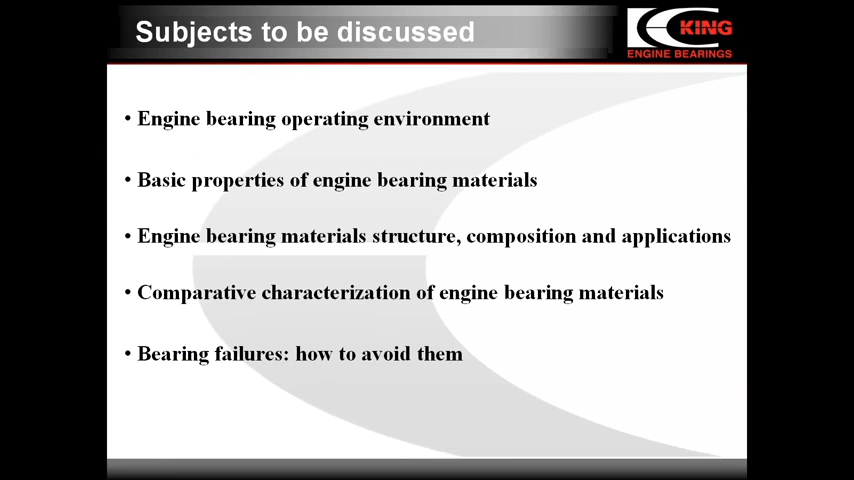 Subjects to be discussed
KING
ENGINE BEARINGS
• Engine bearing operating environment
• Basic properties of engine bearing materials
• Engine bearing materials structure, composition and applications
• Comparative characterization of engine bearing materials
• Bearing failures: how to avoid them